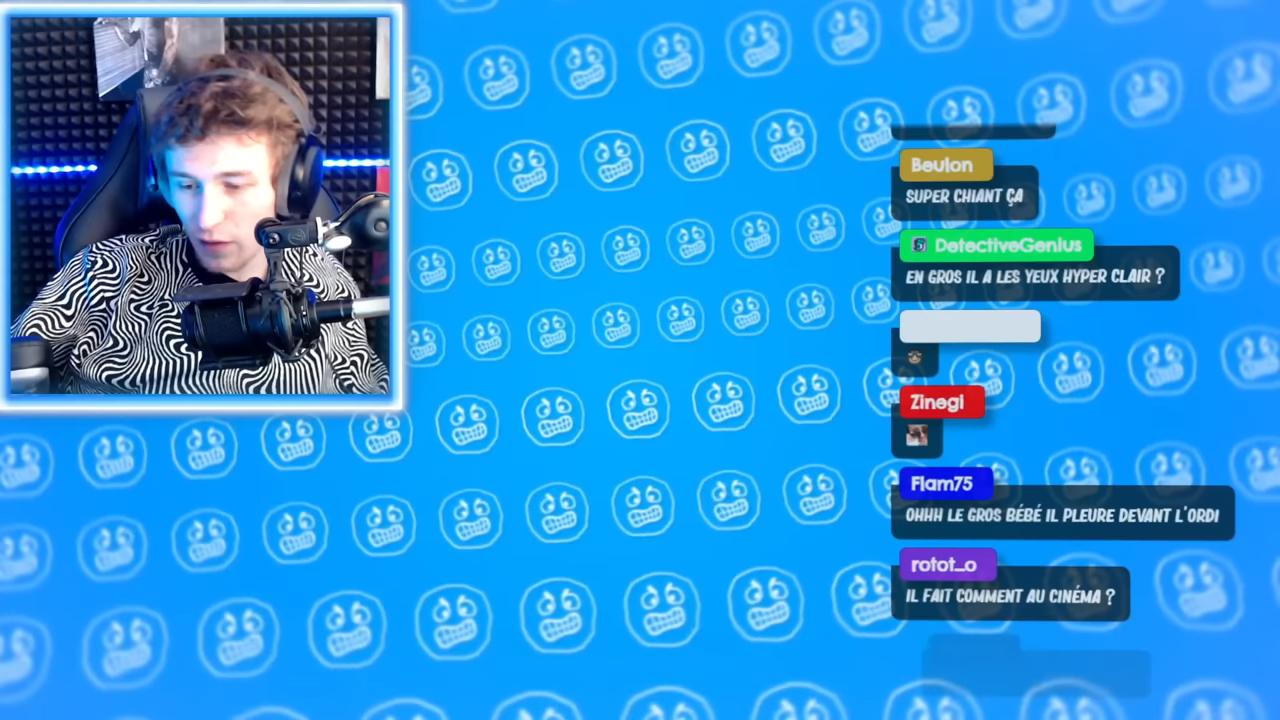 Beulon
SUPER CHIANT ÇA
DetectiveGenius
EN GROS IL A LES YEUX HYPER CLAIR ?
Zinegi
Flam75
OHHH LE GROS BÉBÉ IL PLEURE DEVANT L'ORDI
rotot_o
IL FAIT COMMENT AU CINÉMA ?